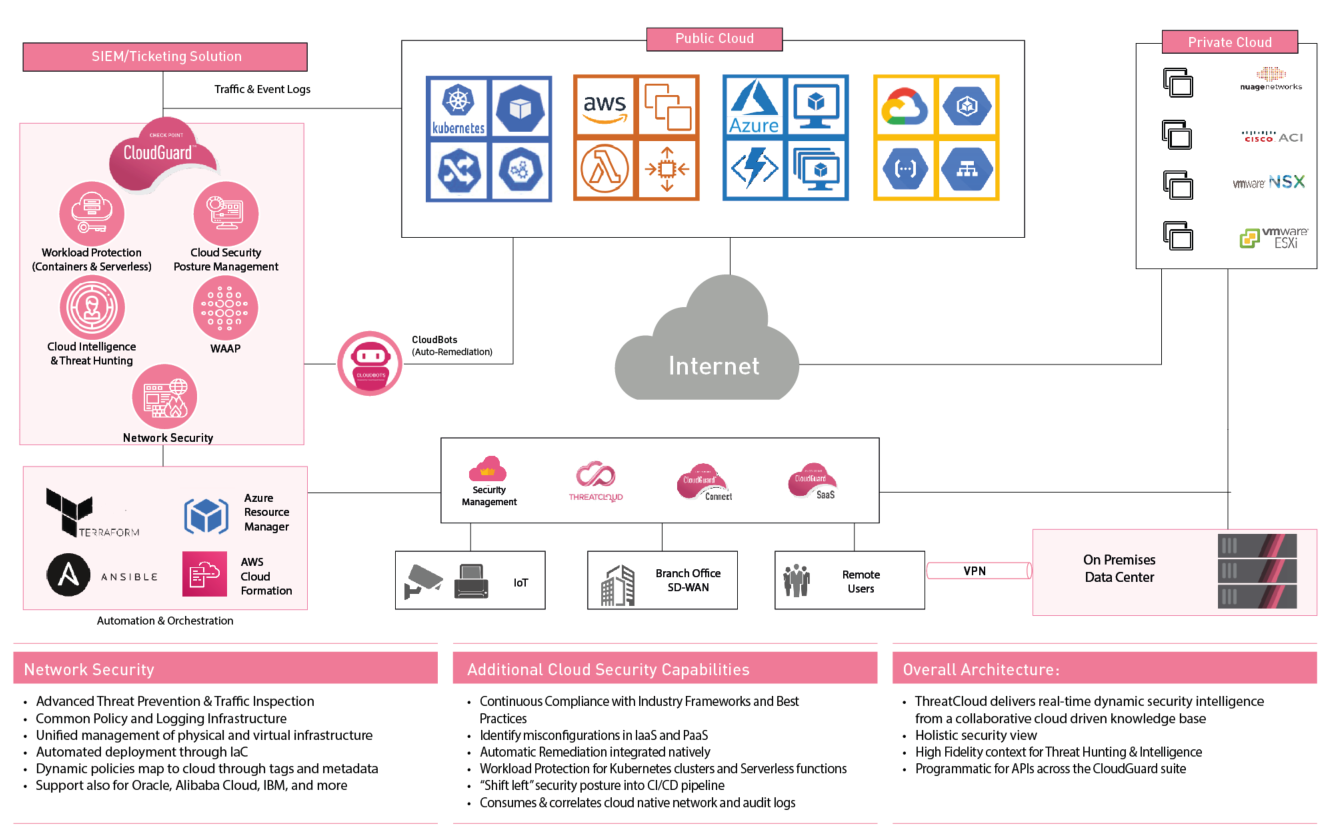 SIEM/Ticketing Solution
Traffic & Event Logs
CHECK POINT
CloudGuard
Workload Protection
(Containers & Serverless)
Cloud Security
Posture Management
Cloud Intelligence
& Threat Hunting
WAAP
Network Security
Public Cloud
kubernetes
aws
Azure
Private Cloud
nuagenetworks
CISCO ACI
vmware NSX
vmware
ESXi
CloudBots
(Auto-Remediation)
CLOUDBOTS
Internet
TERRAFORM
Azure
Resource
Manager
ANSIBLE
AWS
Cloud
Formation
Automation & Orchestration
Security
Management
THREATCLOUD
CloudGuard
Connect
CloudGuard
SaaS
IoT
Branch Office
SD-WAN
Remote
Users
VPN
On Premises
Data Center
Network Security
• Advanced Threat Prevention & Traffic Inspection
• Common Policy and Logging Infrastructure
• Unified management of physical and virtual infrastructure
• Automated deployment through IaC
• Dynamic policies map to cloud through tags and metadata
• Support also for Oracle, Alibaba Cloud, IBM, and more
Additional Cloud Security Capabilities
• Continuous Compliance with Industry Frameworks and Best
Practices
• Identify misconfigurations in IaaS and PaaS
• Automatic Remediation integrated natively
• Workload Protection for Kubernetes clusters and Serverless functions
• “Shift left” security posture into CI/CD pipeline
• Consumes & correlates cloud native network and audit logs
Overall Architecture:
• ThreatCloud delivers real-time dynamic security intelligence
from a collaborative cloud driven knowledge base
• Holistic security view
• High Fidelity context for Threat Hunting & Intelligence
• Programmatic for APIs across the CloudGuard suite